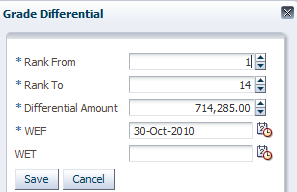 Grade Differential
* Rank From 1
* Rank To 14
* Differential Amount 714,285.00
* WEF 30-Oct-2010
WET
Save Cancel